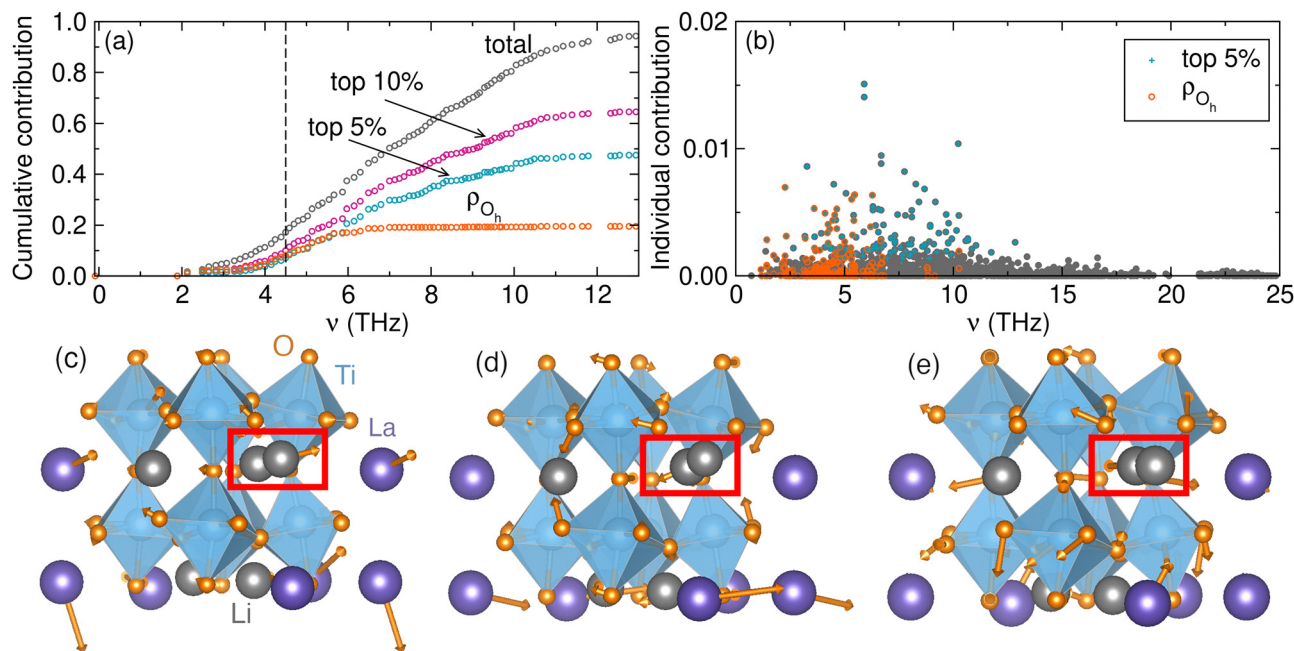 (a)
total
top 10%
top 5%
ρOh
Cumulative contribution
1.0
0.8
0.6
0.4
0.2
0.0
0 2 4 6 8 10 12
ν (THz)
(b)
top 5%
ρOh
Individual contribution
0.02
0.01
0.00
0 5 10 15 20 25
ν (THz)
(c)
O
Ti
La
Li
(d)
(e)